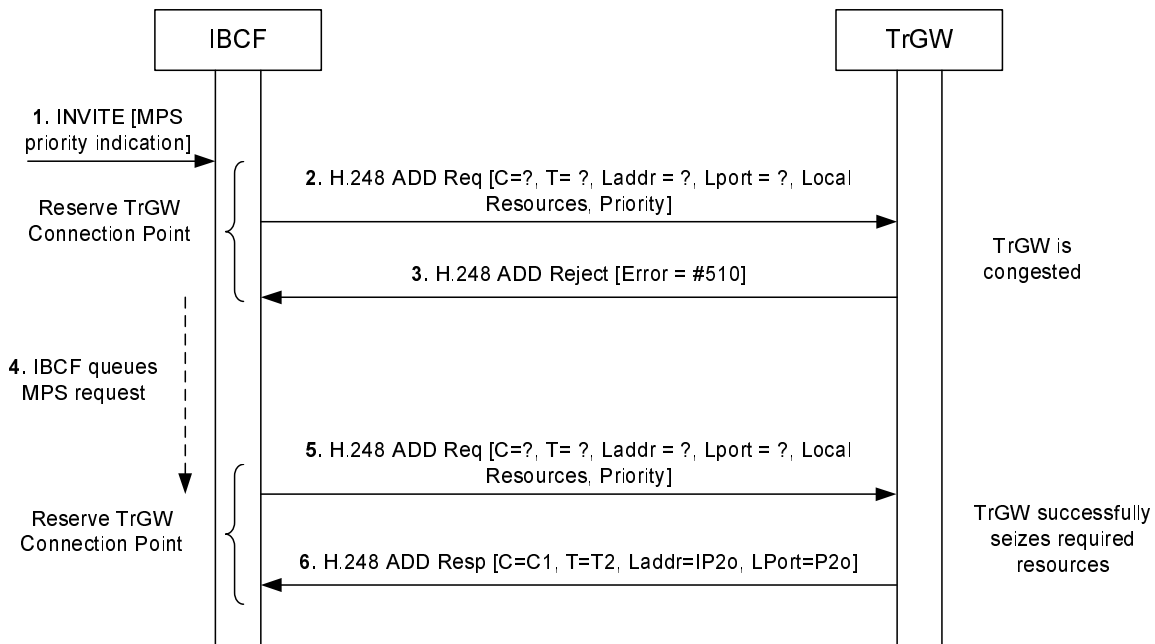 IBCF
TrGW
1. INVITE [MPS
priority indication]
2. H.248 ADD Req [C=?, T= ?, Laddr = ?, Lport = ?, Local
Resources, Priority]
Reserve TrGW
Connection Point
TrGW is
congested
3. H.248 ADD Reject [Error = #510]
4. IBCF queues
MPS request
5. H.248 ADD Req [C=?, T= ?, Laddr = ?, Lport = ?, Local
Resources, Priority]
Reserve TrGW
Connection Point
TrGW successfully
seizes required
resources
6. H.248 ADD Resp [C=C1, T=T2, Laddr=IP2o, LPort=P2o]